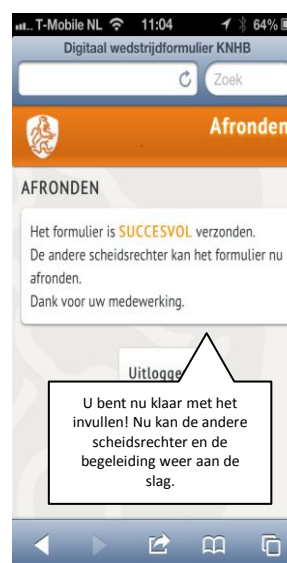 T-Mobile NL 11:04 64%
Digitaal wedstrijdformulier KNHB
Zoek
Afronden
AFRONDEN
Het formulier is SUCCESVOL verzonden.
De andere scheidsrechter kan het formulier nu
afronden.
Dank voor uw medewerking.
Uitlogge
U bent nu klaar met het
invullen! Nu kan de andere
scheidsrechter en de
begeleiding weer aan de
slag.